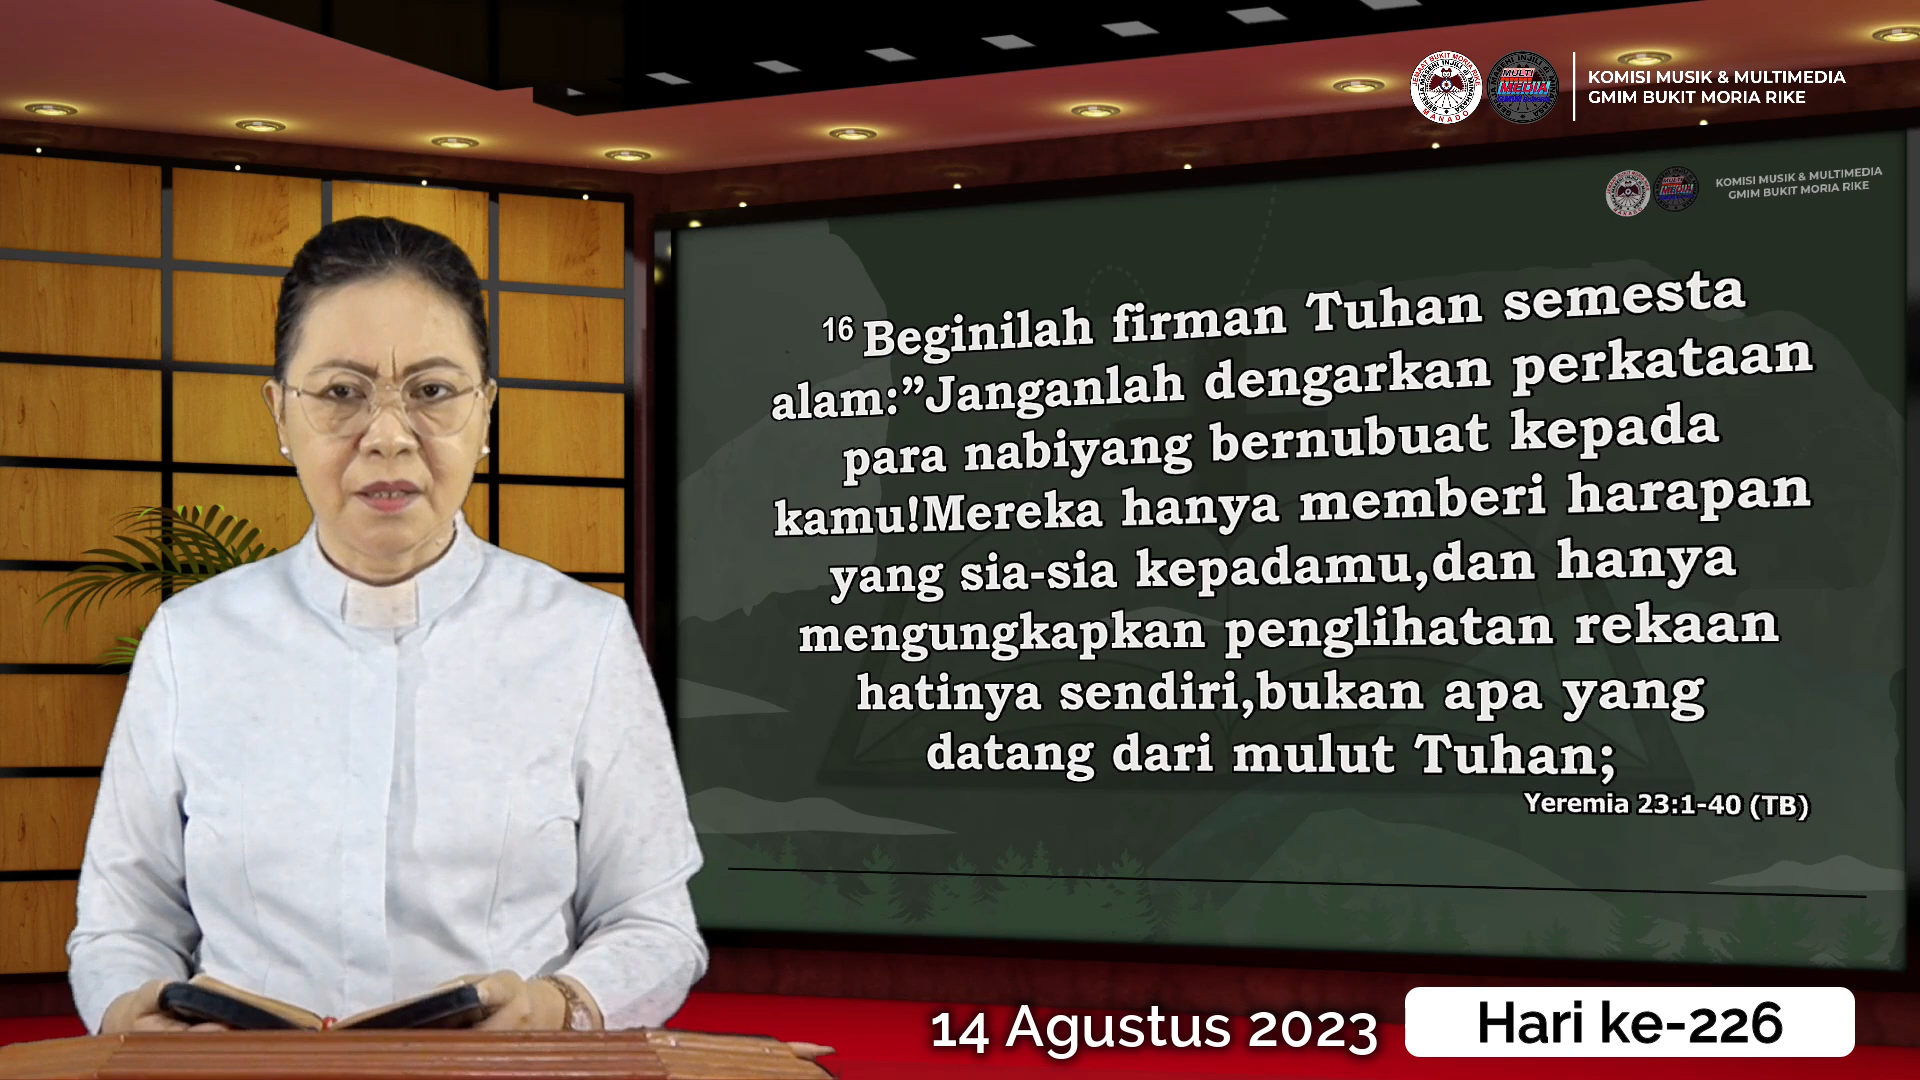 KOMISI MUSIK & MULTIMEDIA
GMIM BUKIT MORIA RIKE
KOMISI MUSIK & MULTIMEDIA
GMIM BUKIT MORIA RIKE
16 Beginilah firman Tuhan semesta
alam:”Janganlah dengarkan perkataan
para nabiyang bernubuat kepada
kamu!Mereka hanya memberi harapan
yang sia-sia kepadamu,dan hanya
mengungkapkan penglihatan rekaan
hatinya sendiri,bukan apa yang
datang dari mulut Tuhan;
Yeremia 23:1-40 (TB)
14 Agustus 2023
Hari ke-226